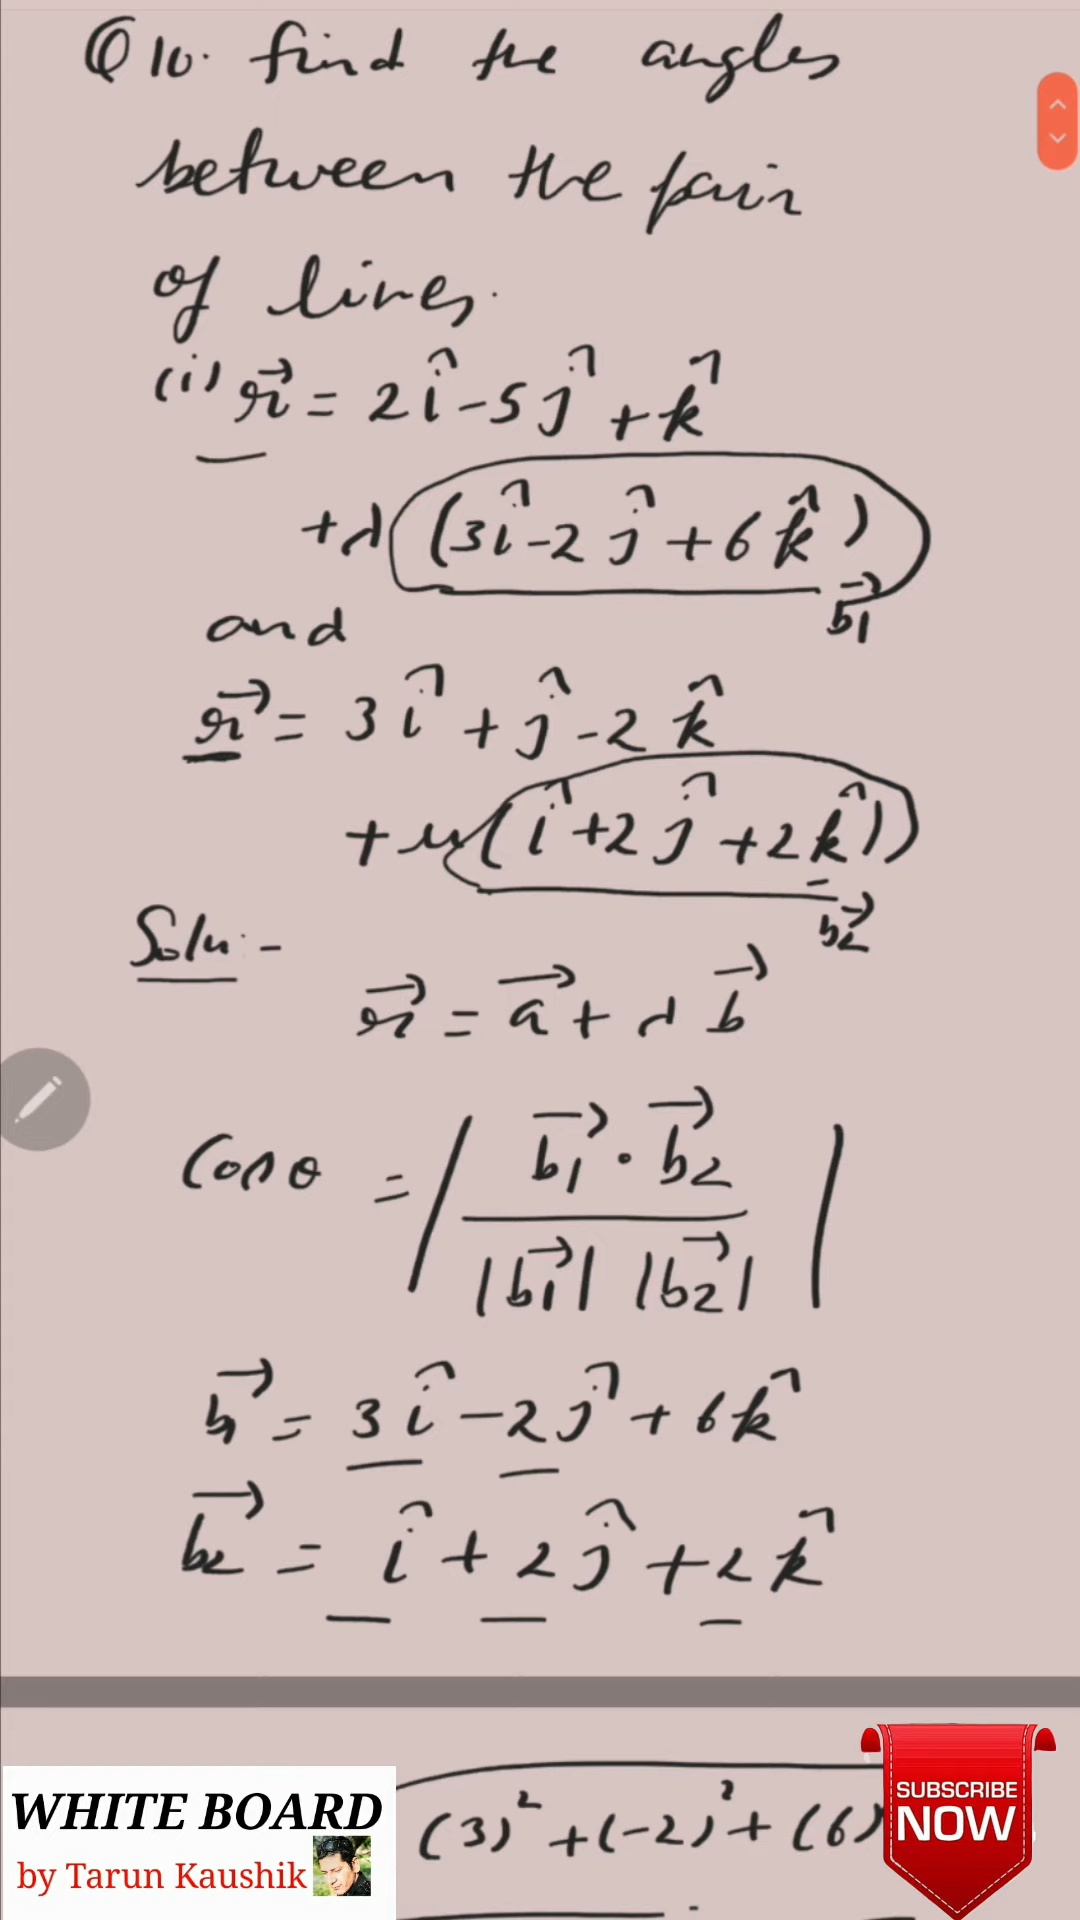 Q 10. find the angles
between the pair
of lines.
(i) r⃗ = 2î - 5ĵ + k̂
+ λ (3î - 2ĵ + 6k̂)
b⃗1
and
r⃗ = 3î + ĵ - 2k̂
+ μ (î + 2ĵ + 2k̂)
b⃗2
Soln:-
r⃗ = a⃗ + λ b⃗
Cos θ = | b⃗1 · b⃗2 / |b⃗1| |b⃗2| |
b⃗1 = 3î - 2ĵ + 6k̂
b⃗2 = î + 2ĵ + 2k̂
(3)² + (-2)² + (6)
WHITE BOARD
by Tarun Kaushik
SUBSCRIBE
NOW